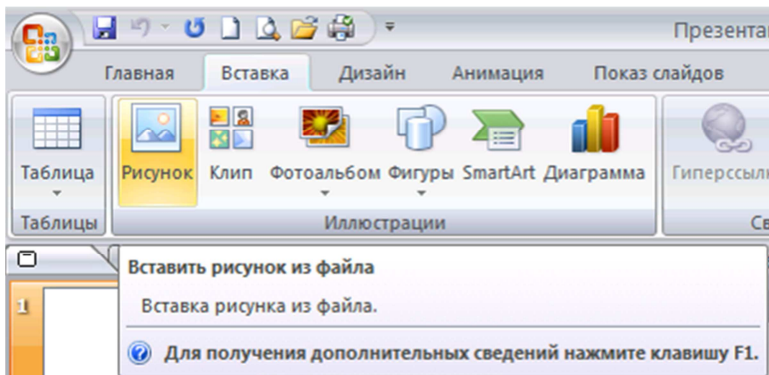 Презента
Главная Вставка Дизайн Анимация Показ слайдов
Таблица Рисунок Клип Фотоальбом Фигуры SmartArt Диаграмма Гиперссыл
Таблицы Иллюстрации Св
Вставить рисунок из файла
1 Вставка рисунка из файла.
Для получения дополнительных сведений нажмите клавишу F1.